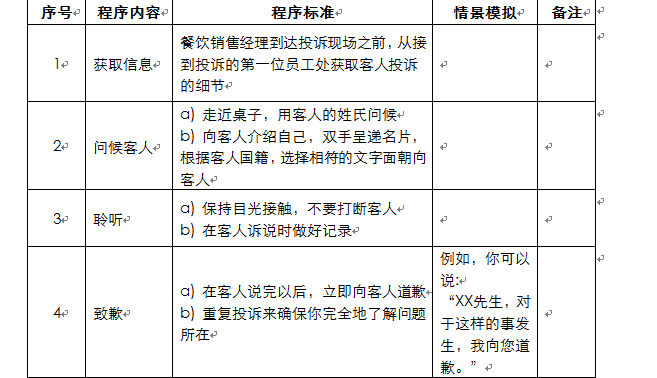 序号 程序内容 程序标准 情景模拟 备注
1 获取信息
餐饮销售经理到达投诉现场之前，从接
到投诉的第一位员工处获取客人投诉
的细节
2 问候客人
a) 走近桌子，用客人的姓氏问候
b) 向客人介绍自己，双手呈递名片，
根据客人国籍，选择相符的文字面朝向
客人
3 聆听
a) 保持目光接触，不要打断客人
b) 在客人诉说时做好记录
4 致歉
a) 在客人说完以后，立即向客人道歉
b) 重复投诉来确保你完全地了解问题
所在
例如，你可以
说:
“XX先生，对
于这样的事发
生，我向您道
歉。”